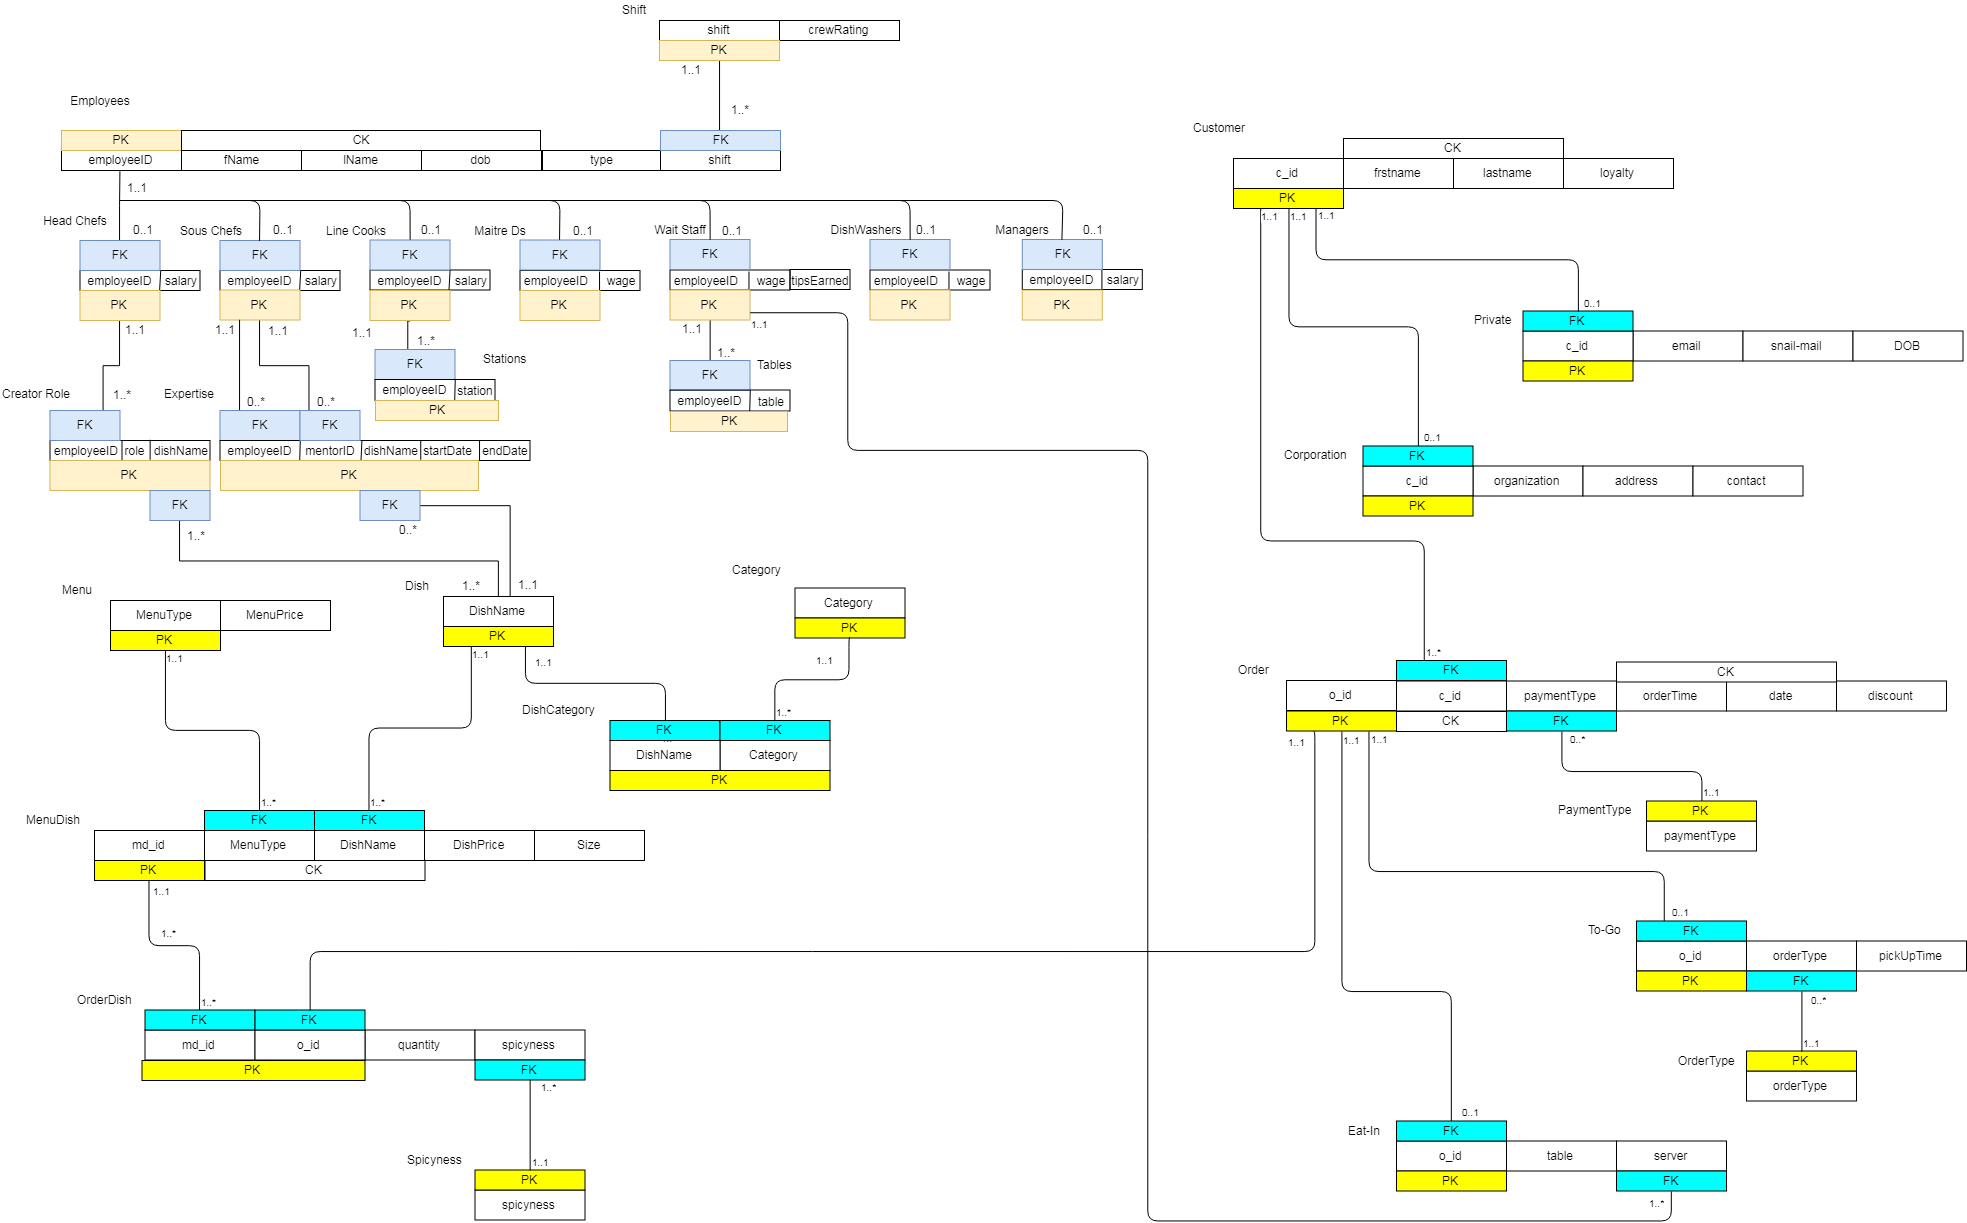 Shift
shift crewRating
PK
1..1
1..*
Employees
PK CK FK
employeeID fName lName dob type shift
1..1
Head Chefs 0..1 Sous Chefs 0..1 Line Cooks 0..1 Maitre Ds 0..1 Wait Staff 0..1 DishWashers 0..1 Managers 0..1
FK FK FK FK FK FK FK
employeeID salary employeeID salary employeeID salary employeeID wage employeeID wage tipsEarned employeeID wage employeeID salary
PK PK PK PK PK PK PK
1..1 1..1 1..1 1..1 1..1 1..1
1..* 1..*
FK Stations FK Tables
employeeID station employeeID table
PK PK
Creator Role 1..* Expertise 0..* 0..*
FK FK FK
employeeID role dishName employeeID mentorID dishName startDate endDate
PK PK
FK FK
1..* 0..*
Menu Dish 1..* 1..1 Category
MenuType MenuPrice DishName Category
PK PK PK
1..1 1..1 1..1 1..1
DishCategory 1..*
FK FK
DishName Category
PK
MenuDish 1..* 1..*
FK FK
md_id MenuType DishName DishPrice Size
PK CK
1..1
1..*
OrderDish 1..*
FK FK
md_id o_id quantity spicyness
PK FK
1..*
Spicyness 1..1
PK
spicyness
Customer
CK
c_id frstname lastname loyalty
PK
1..1 1..1 1..1
0..1
Private FK
c_id email snail-mail DOB
PK
0..1
Corporation FK
c_id organization address contact
PK
1..*
Order FK CK
o_id c_id paymentType orderTime date discount
PK CK FK
1..1 1..1 1..1 0..*
1..1
PaymentType PK
paymentType
0..1
To-Go FK
o_id orderType pickUpTime
PK FK
0..*
1..1
OrderType PK
orderType
0..1
Eat-In FK
o_id table server
PK FK
1..*